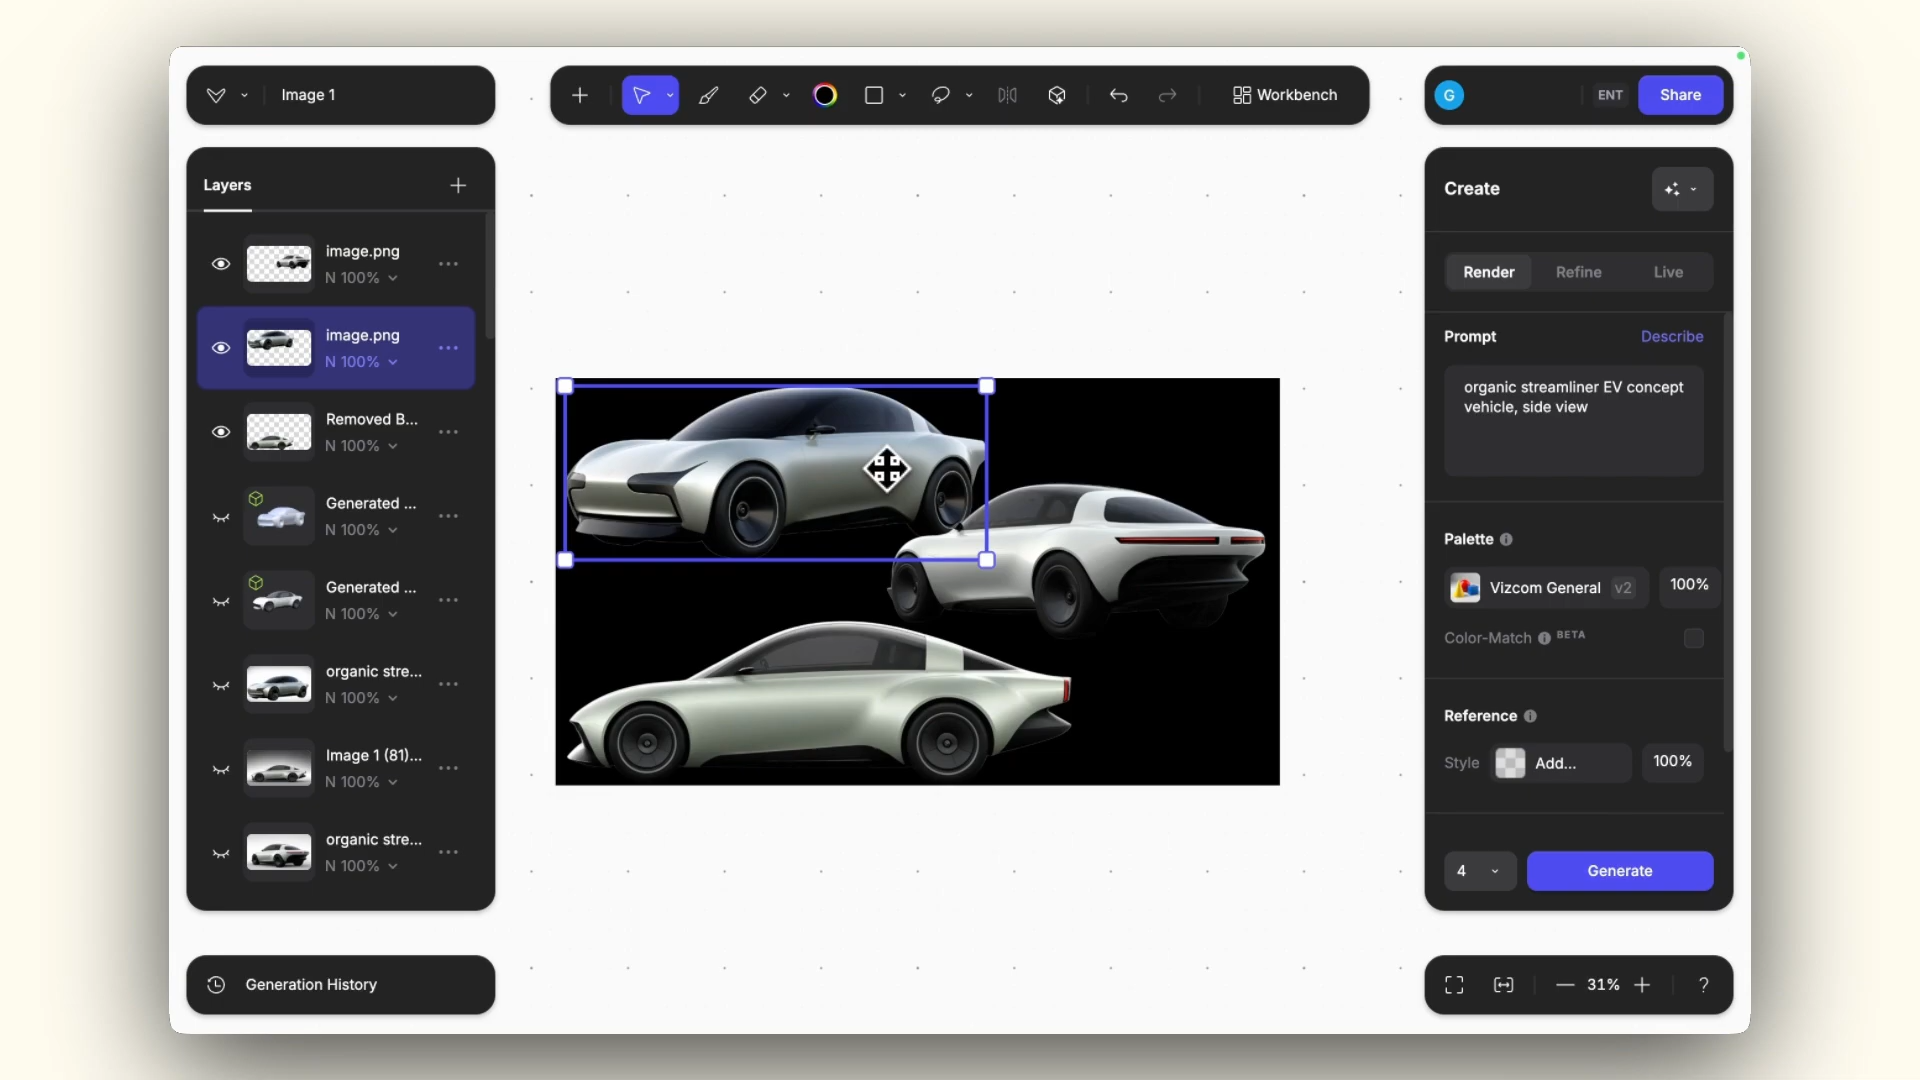 Image 1
Workbench
G
ENT
Share
Layers
image.png
N 100%
image.png
N 100%
Removed B...
N 100%
Generated ...
N 100%
Generated ...
N 100%
organic stre...
N 100%
Image 1 (81)...
N 100%
organic stre...
N 100%
Generation History
Create
Render Refine Live
Prompt Describe
organic streamliner EV concept
vehicle, side view
Palette
Vizcom General v2 100%
Color-Match BETA
Reference
Style Add... 100%
4 Generate
31% ?